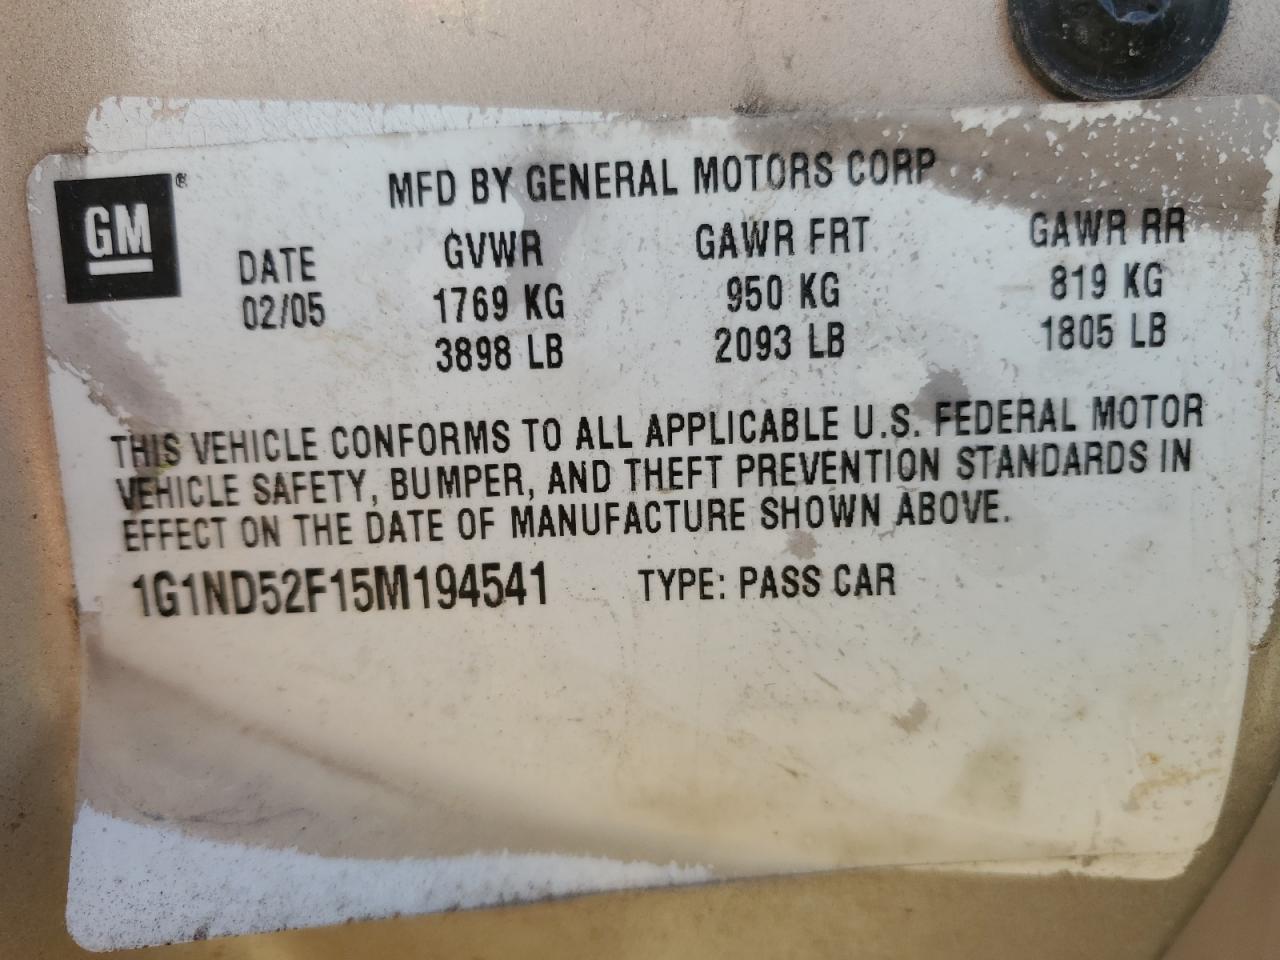 GM®
MFD BY GENERAL MOTORS CORP
DATE GVWR GAWR FRT GAWR RR
02/05 1769 KG 950 KG 819 KG
3898 LB 2093 LB 1805 LB
THIS VEHICLE CONFORMS TO ALL APPLICABLE U.S. FEDERAL MOTOR
VEHICLE SAFETY, BUMPER, AND THEFT PREVENTION STANDARDS IN
EFFECT ON THE DATE OF MANUFACTURE SHOWN ABOVE.
1G1ND52F15M194541 TYPE: PASS CAR